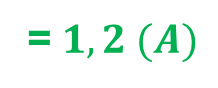 = 1,2 (A)